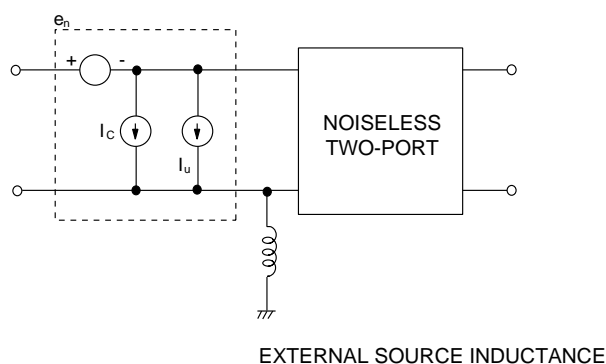 en
+ -
IC
Iu
NOISELESS
TWO-PORT
EXTERNAL SOURCE INDUCTANCE